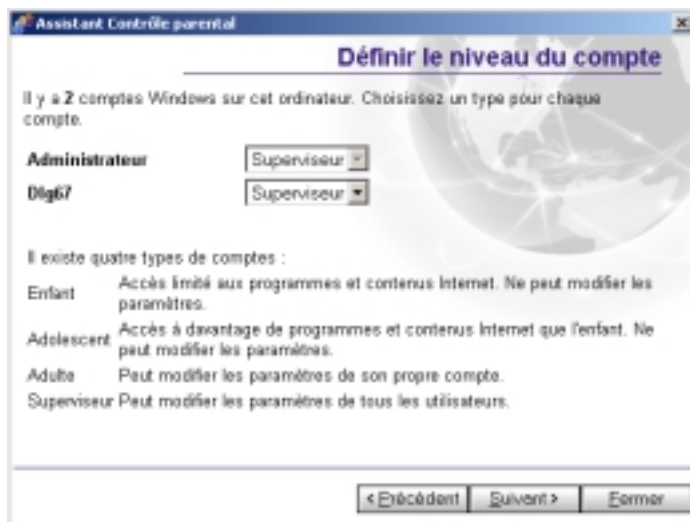 Assistant Contrôle parental
Définir le niveau du compte
Il y a 2 comptes Windows sur cet ordinateur. Choisissez un type pour chaque
compte.
Administrateur Superviseur
Dlg67 Superviseur
Il existe quatre types de comptes :
Enfant Accès limité aux programmes et contenus Internet. Ne peut modifier les
paramètres.
Adolescent Accès à davantage de programmes et contenus Internet que l'enfant. Ne
peut modifier les paramètres.
Adulte Peut modifier les paramètres de son propre compte.
Superviseur Peut modifier les paramètres de tous les utilisateurs.
< Précédent Suivant > Fermer